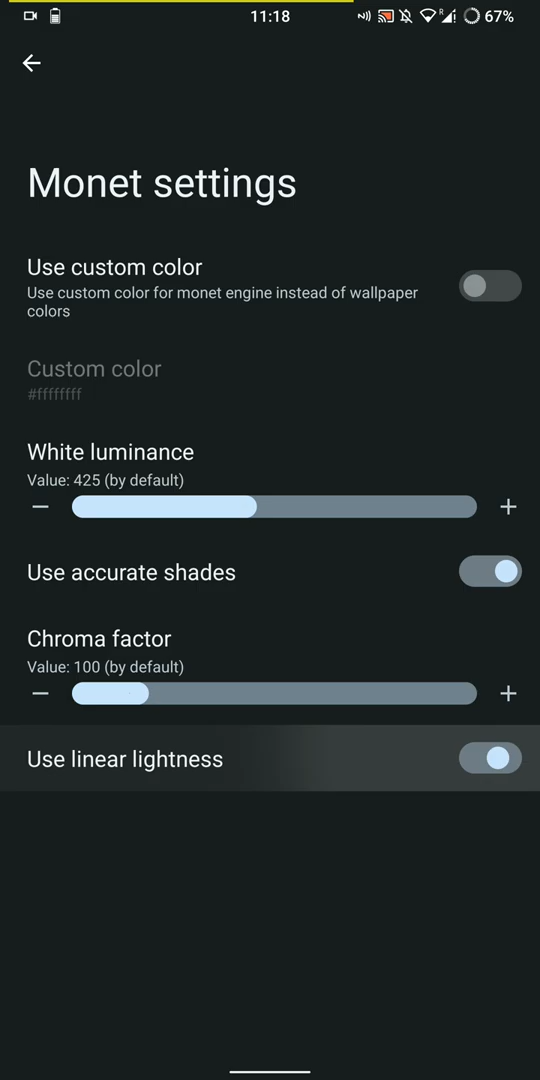 11:18
R
67%
Monet settings
Use custom color
Use custom color for monet engine instead of wallpaper
colors
Custom color
#ffffffff
White luminance
Value: 425 (by default)
Use accurate shades
Chroma factor
Value: 100 (by default)
Use linear lightness